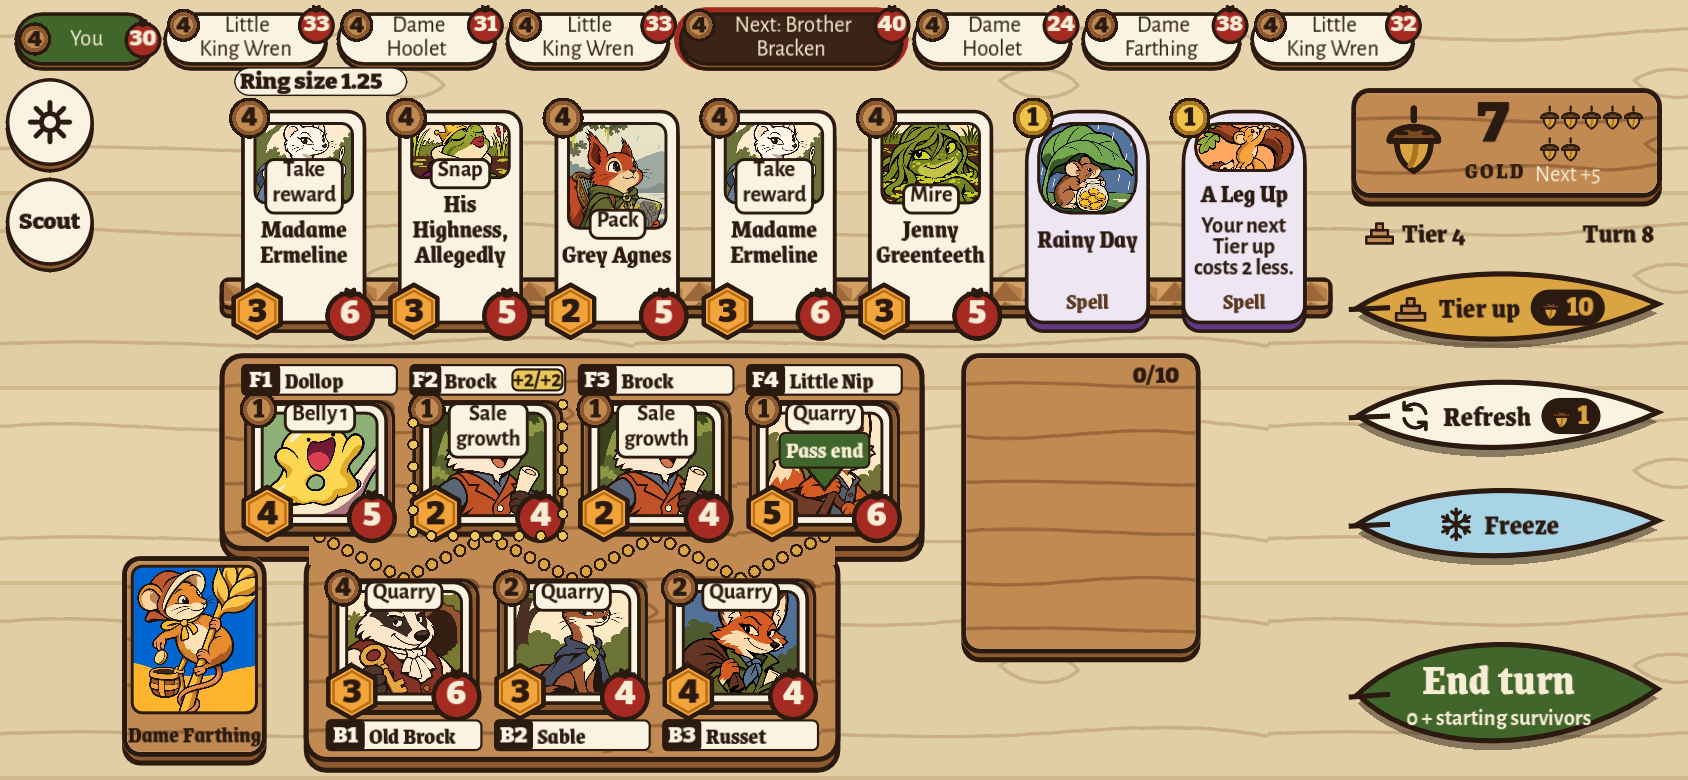 4 You 30
4 Little King Wren 33
4 Dame Hoolet 31
4 Little King Wren 33
4 Next: Brother Bracken 40
4 Dame Hoolet 24
4 Dame Farthing 38
4 Little King Wren 32
Ring size 1.25
Scout
4
Take
reward
Madame
Ermeline
3 6
4
Snap
His
Highness,
Allegedly
3 5
4
Pack
Grey Agnes
2 5
4
Take
reward
Madame
Ermeline
3 6
4
Mire
Jenny
Greenteeth
3 5
1
Rainy Day
Spell
1
A Leg Up
Your next
Tier up
costs 2 less.
Spell
7
GOLD Next +5
Tier 4 Turn 8
Tier up 10
Refresh 1
Freeze
End turn
0 + starting survivors
F1 Dollop
1 Belly 1
4 5
F2 Brock +2/+2
1 Sale
growth
2 4
F3 Brock
1 Sale
growth
2 4
F4 Little Nip
1 Quarry
Pass end
5 6
0/10
Dame Farthing
4 Quarry
3 6
B1 Old Brock
2 Quarry
3 4
B2 Sable
2 Quarry
4 4
B3 Russet